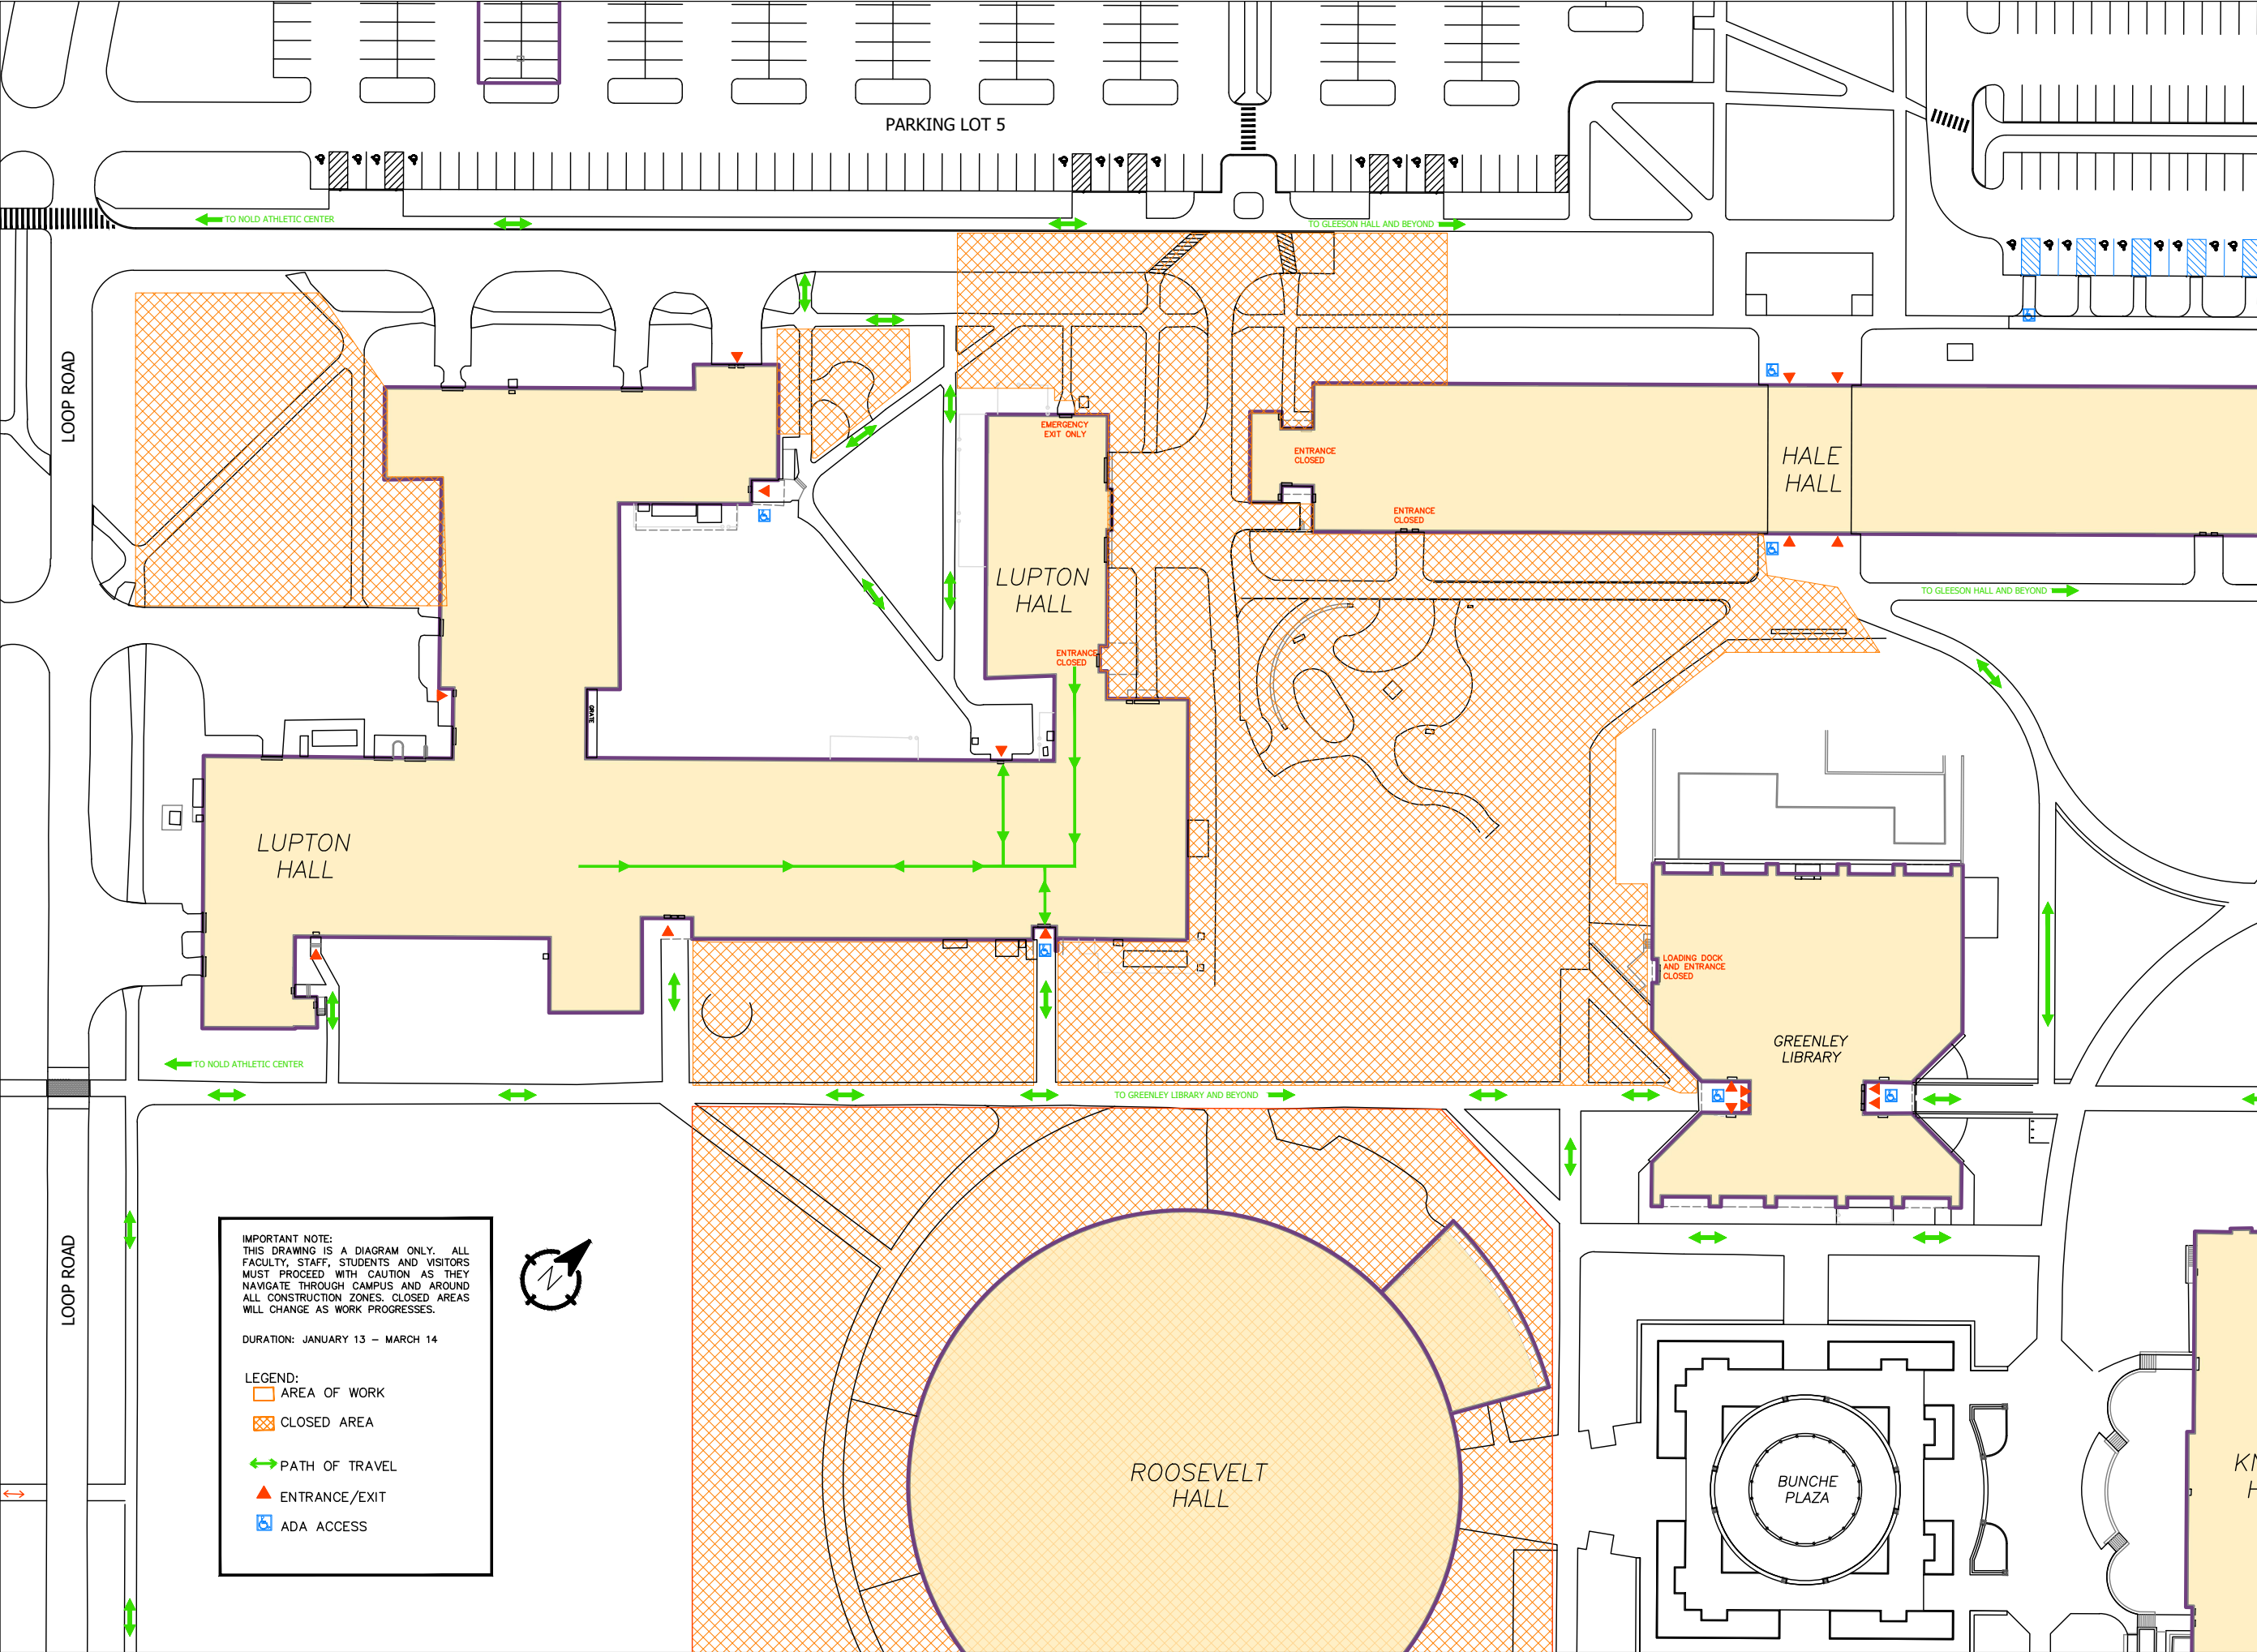 PARKING LOT 5
TO NOLD ATHLETIC CENTER
TO GLEESON HALL AND BEYOND
LOOP ROAD
EMERGENCY
EXIT ONLY
ENTRANCE
CLOSED
HALE
HALL
ENTRANCE
CLOSED
LUPTON
HALL
TO GLEESON HALL AND BEYOND
ENTRANCE
CLOSED
GRATE
LUPTON
HALL
LOADING DOCK
AND ENTRANCE
CLOSED
GREENLEY
LIBRARY
TO NOLD ATHLETIC CENTER
TO GREENLEY LIBRARY AND BEYOND
LOOP ROAD
IMPORTANT NOTE:
THIS DRAWING IS A DIAGRAM ONLY. ALL
FACULTY, STAFF, STUDENTS AND VISITORS
MUST PROCEED WITH CAUTION AS THEY
NAVIGATE THROUGH CAMPUS AND AROUND
ALL CONSTRUCTION ZONES. CLOSED AREAS
WILL CHANGE AS WORK PROGRESSES.
DURATION: JANUARY 13 – MARCH 14
LEGEND:
AREA OF WORK
CLOSED AREA
PATH OF TRAVEL
ENTRANCE/EXIT
ADA ACCESS
N
ROOSEVELT
HALL
BUNCHE
PLAZA
KN
H